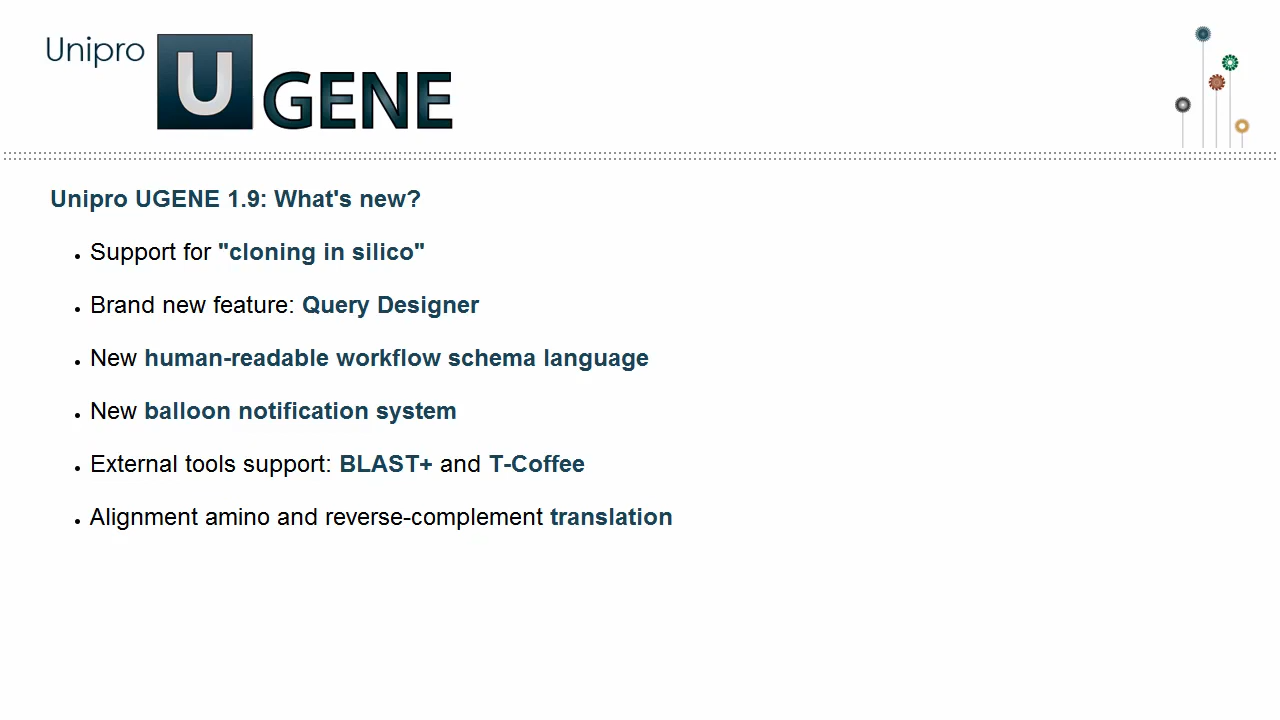 Unipro UGENE
Unipro UGENE 1.9: What's new?
• Support for "cloning in silico"
• Brand new feature: Query Designer
• New human-readable workflow schema language
• New balloon notification system
• External tools support: BLAST+ and T-Coffee
• Alignment amino and reverse-complement translation